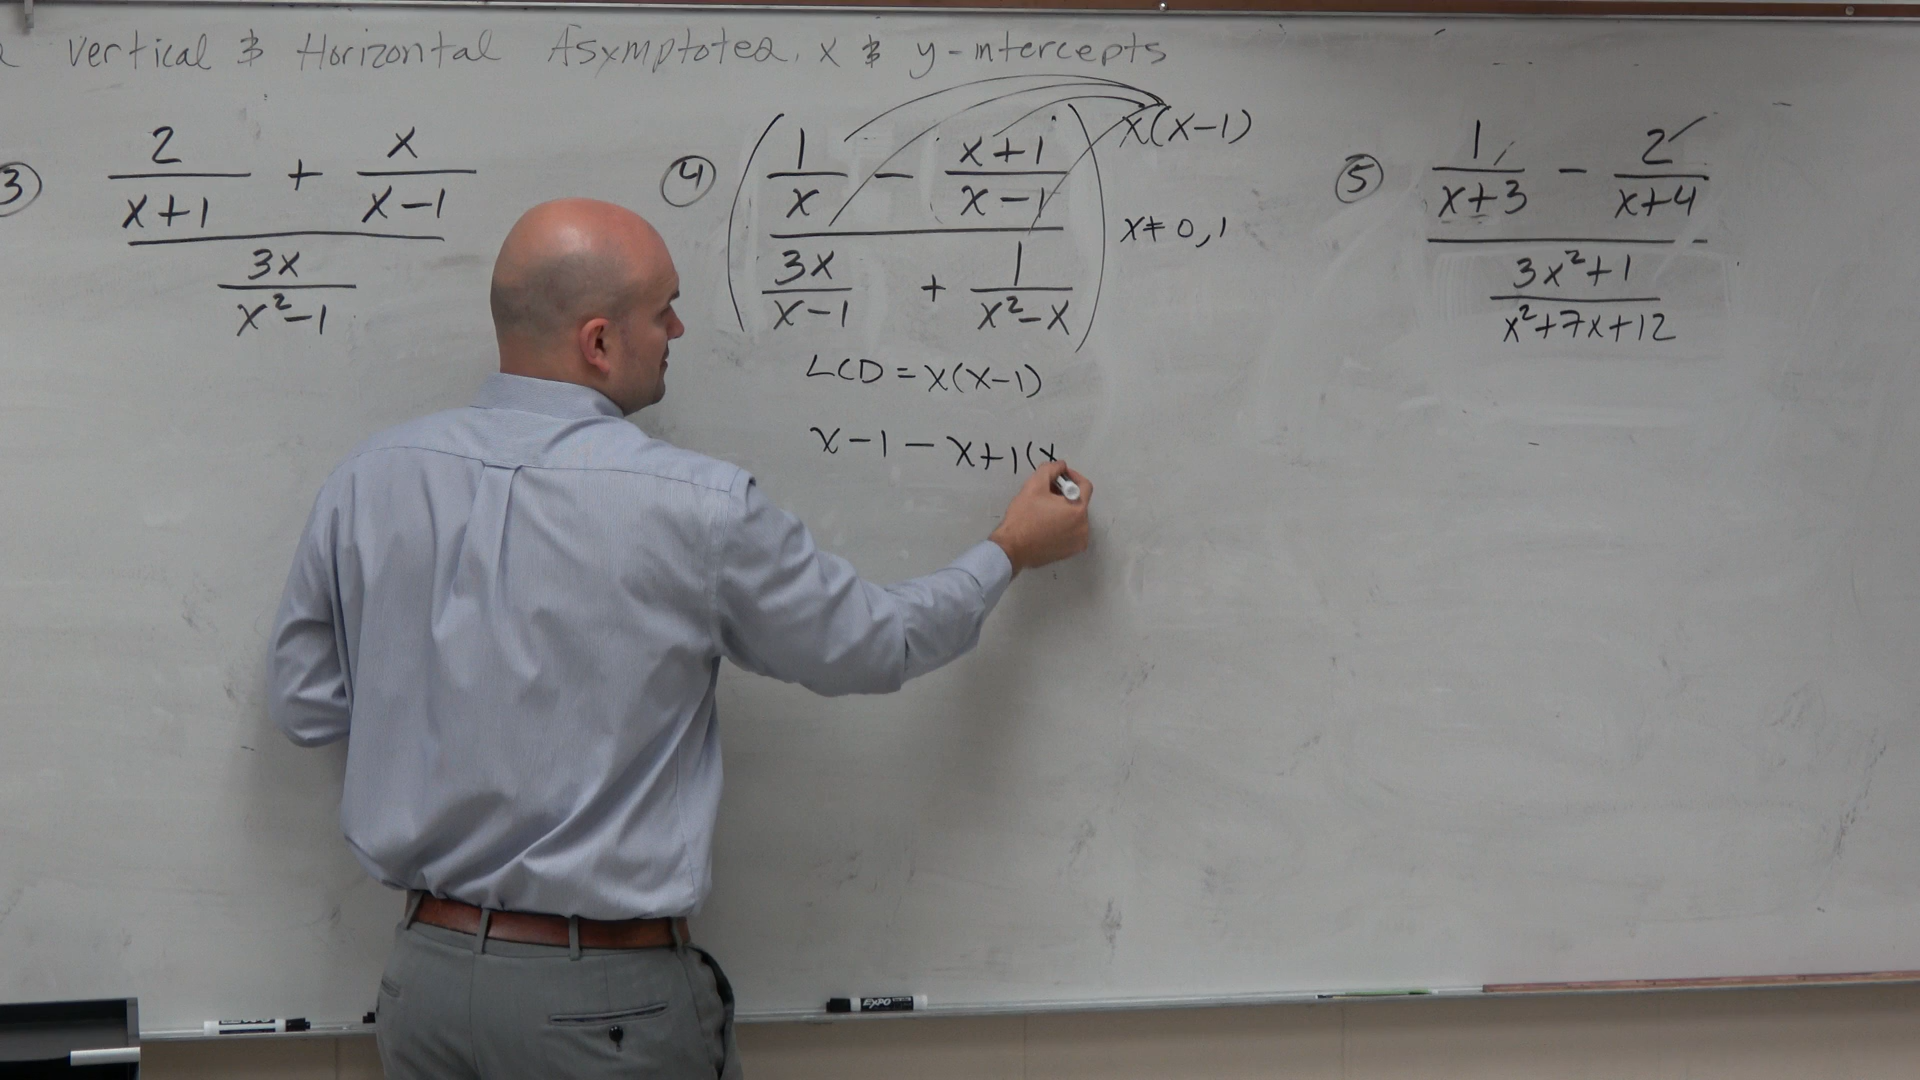 Vertical & Horizontal Asymptotes, x & y-intercepts
③ 2/(x+1) + x/(x-1)
3x/(x²-1)
④ (1/x - (x+1)/(x-1)) x(x-1)
3x/(x-1) + 1/(x²-x) x≠0,1
LCD = x(x-1)
x-1 - x+1(x
⑤ 1/(x+3) - 2/(x+4)
(3x²+1)/(x²+7x+12)
EXPO